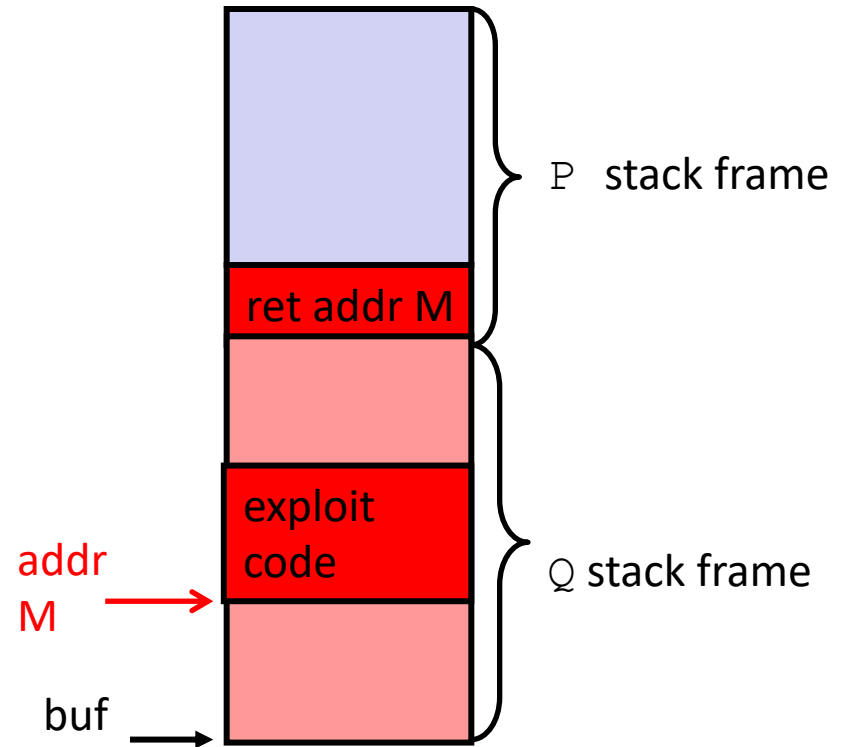 P stack frame
ret addr M
exploit
code
addr
M
Q stack frame
buf